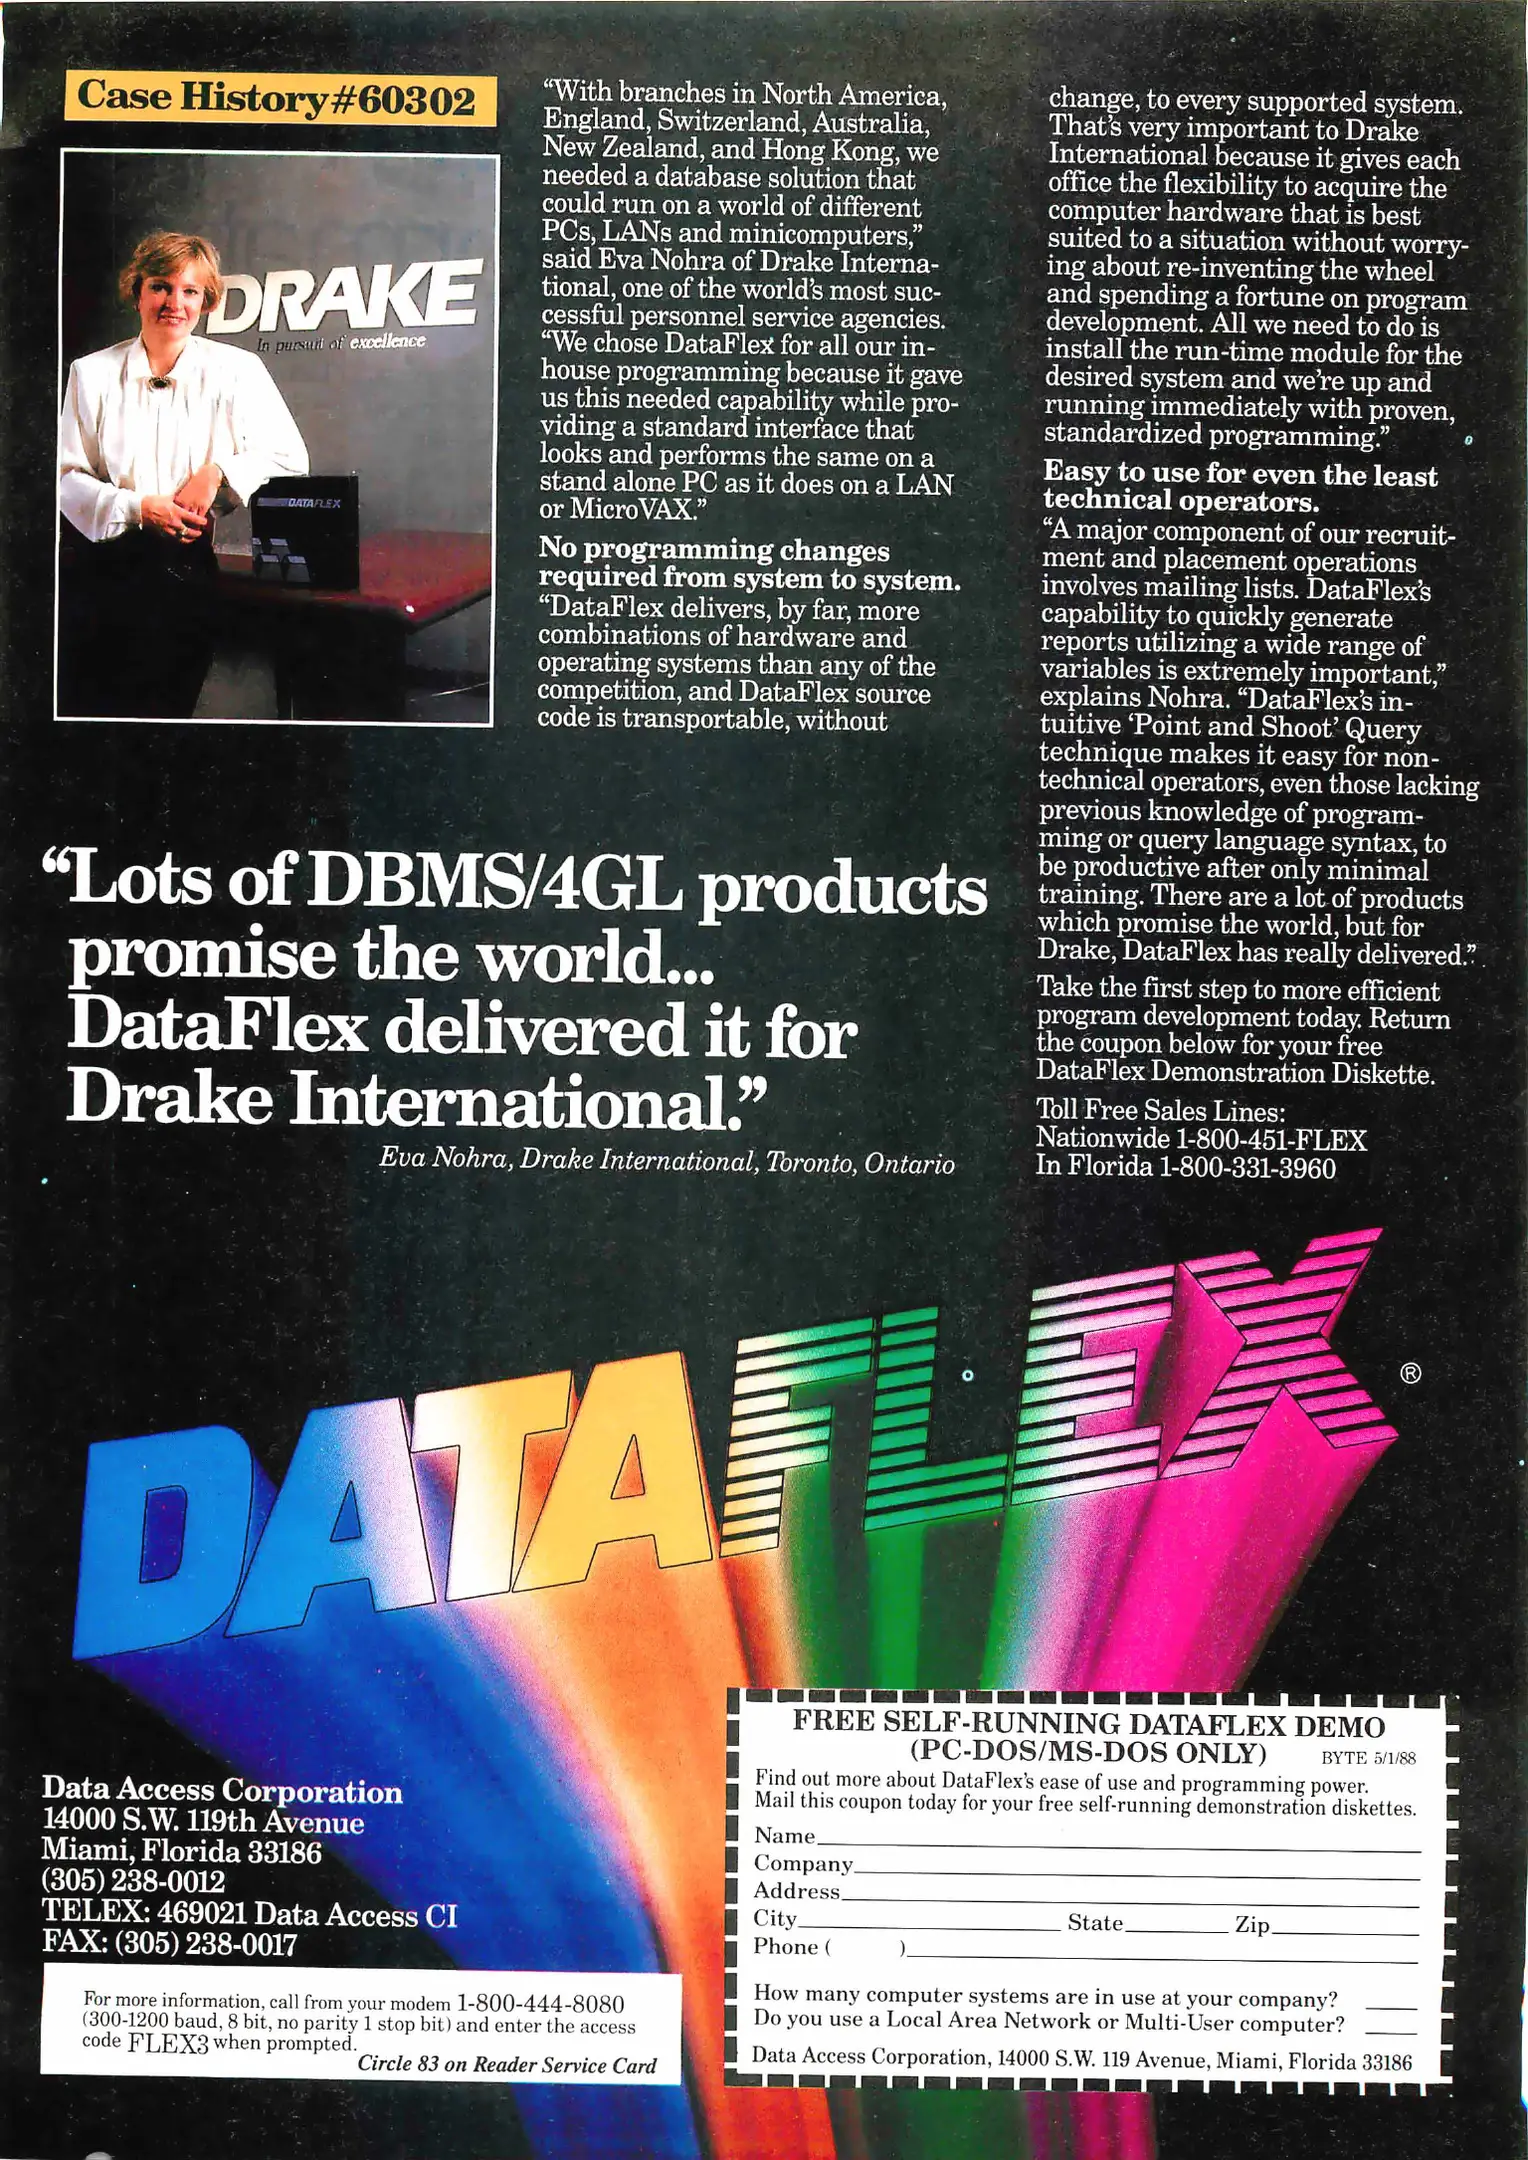 Case History #60302
DRAKE
In pursuit of excellence
DATAFLEX
“With branches in North America,
England, Switzerland, Australia,
New Zealand, and Hong Kong, we
needed a database solution that
could run on a world of different
PCs, LANs and minicomputers,”
said Eva Nohra of Drake Interna-
tional, one of the world's most suc-
cessful personnel service agencies.
“We chose DataFlex for all our in-
house programming because it gave
us this needed capability while pro-
viding a standard interface that
looks and performs the same on a
stand alone PC as it does on a LAN
or MicroVAX.”
No programming changes
required from system to system.
“DataFlex delivers, by far, more
combinations of hardware and
operating systems than any of the
competition, and DataFlex source
code is transportable, without
change, to every supported system.
That's very important to Drake
International because it gives each
office the flexibility to acquire the
computer hardware that is best
suited to a situation without worry-
ing about re-inventing the wheel
and spending a fortune on program
development. All we need to do is
install the run-time module for the
desired system and we're up and
running immediately with proven,
standardized programming.”
Easy to use for even the least
technical operators.
“A major component of our recruit-
ment and placement operations
involves mailing lists. DataFlex's
capability to quickly generate
reports utilizing a wide range of
variables is extremely important,”
explains Nohra. “DataFlex's in-
tuitive ‘Point and Shoot’ Query
technique makes it easy for non-
technical operators, even those lacking
previous knowledge of program-
ming or query language syntax, to
be productive after only minimal
training. There are a lot of products
which promise the world, but for
Drake, DataFlex has really delivered.”
Take the first step to more efficient
program development today. Return
the coupon below for your free
DataFlex Demonstration Diskette.
Toll Free Sales Lines:
Nationwide 1-800-451-FLEX
In Florida 1-800-331-3960
“Lots of DBMS/4GL products
promise the world...
DataFlex delivered it for
Drake International.”
Eva Nohra, Drake International, Toronto, Ontario
DATAFLEX®
Data Access Corporation
14000 S.W. 119th Avenue
Miami, Florida 33186
(305) 238-0012
TELEX: 469021 Data Access CI
FAX: (305) 238-0017
For more information, call from your modem 1-800-444-8080
(300-1200 baud, 8 bit, no parity 1 stop bit) and enter the access
code FLEX3 when prompted.
Circle 83 on Reader Service Card
FREE SELF-RUNNING DATAFLEX DEMO
(PC-DOS/MS-DOS ONLY) BYTE 5/1/88
Find out more about DataFlex's ease of use and programming power.
Mail this coupon today for your free self-running demonstration diskettes.
Name
Company
Address
City State Zip
Phone ( )
How many computer systems are in use at your company?
Do you use a Local Area Network or Multi-User computer?
Data Access Corporation, 14000 S.W. 119 Avenue, Miami, Florida 33186